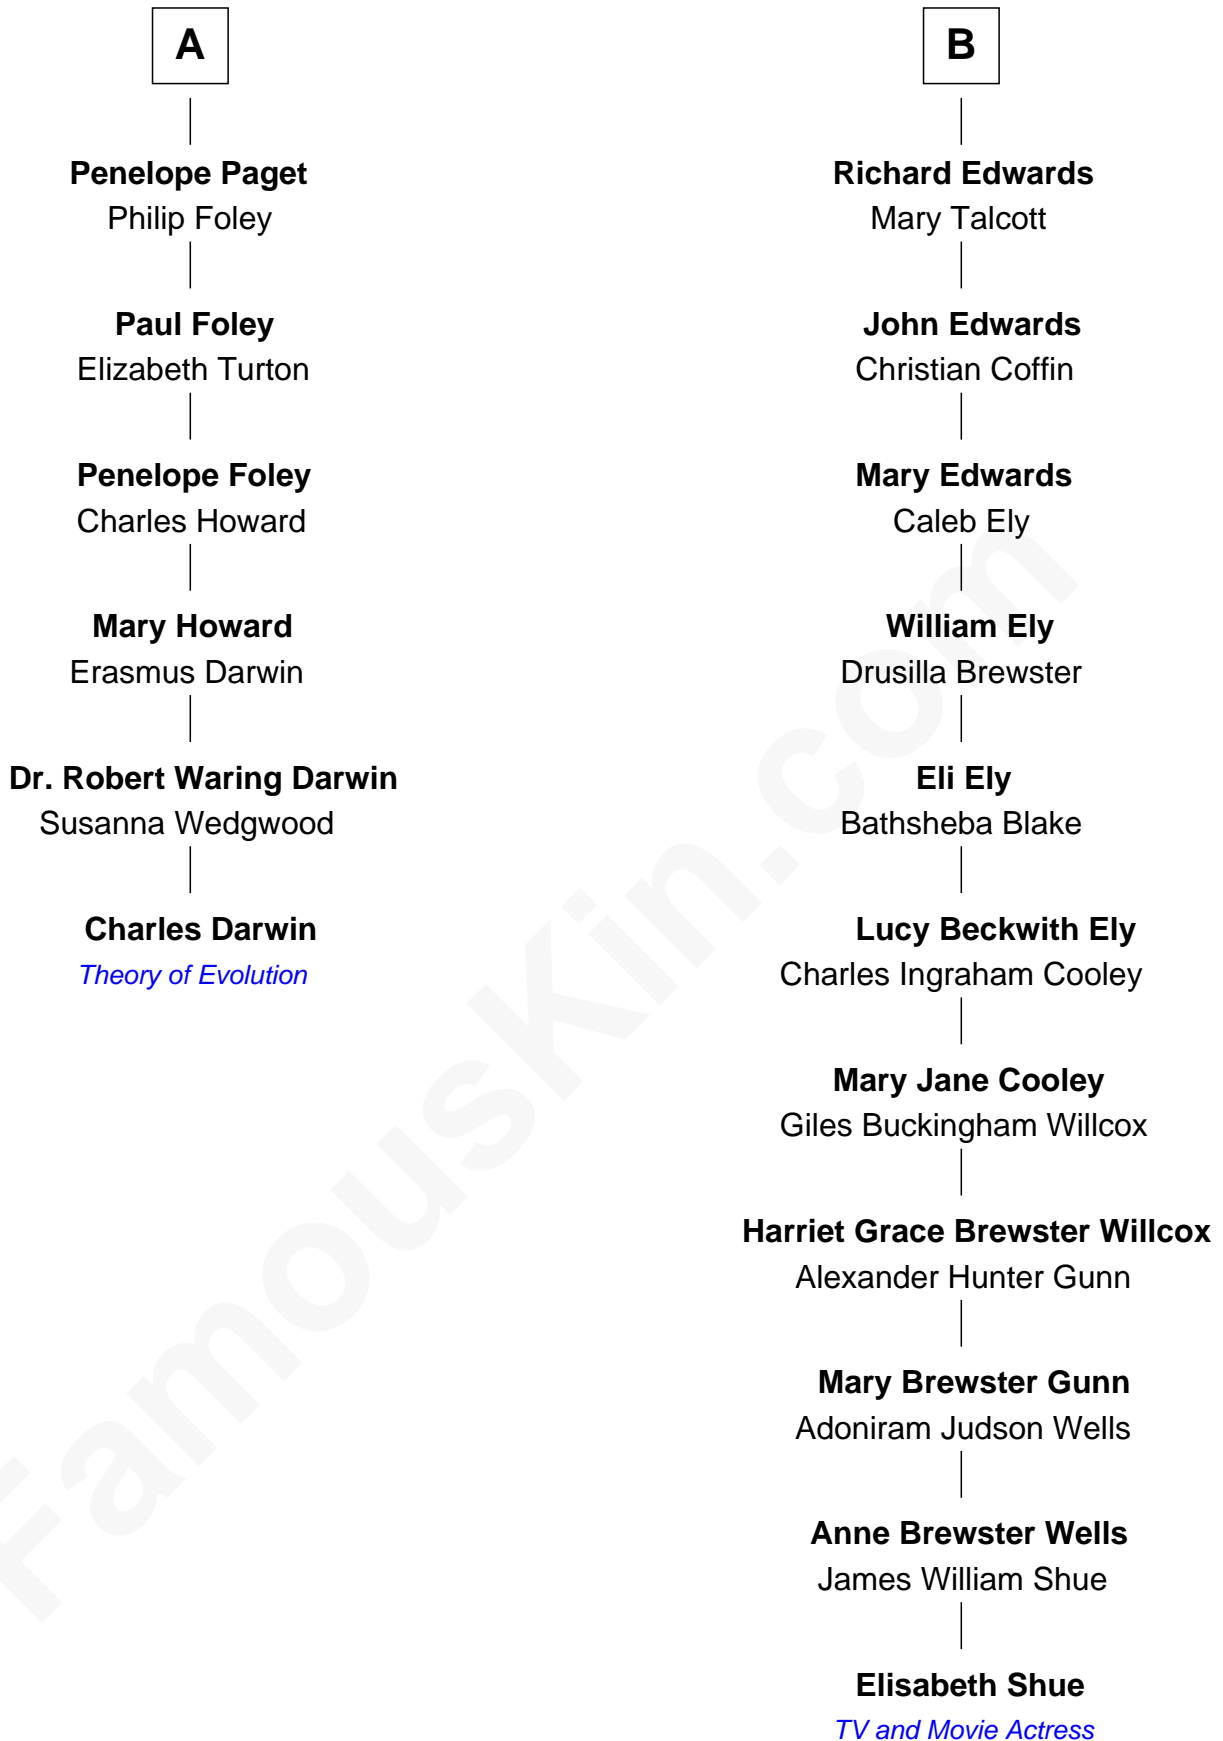 A
Penelope Paget
Philip Foley
Paul Foley
Elizabeth Turton
Penelope Foley
Charles Howard
Mary Howard
Erasmus Darwin
Dr. Robert Waring Darwin
Susanna Wedgwood
Charles Darwin
Theory of Evolution
B
Richard Edwards
Mary Talcott
John Edwards
Christian Coffin
Mary Edwards
Caleb Ely
William Ely
Drusilla Brewster
Eli Ely
Bathsheba Blake
Lucy Beckwith Ely
Charles Ingraham Cooley
Mary Jane Cooley
Giles Buckingham Willcox
Harriet Grace Brewster Willcox
Alexander Hunter Gunn
Mary Brewster Gunn
Adoniram Judson Wells
Anne Brewster Wells
James William Shue
Elisabeth Shue
TV and Movie Actress
FamousKin.com